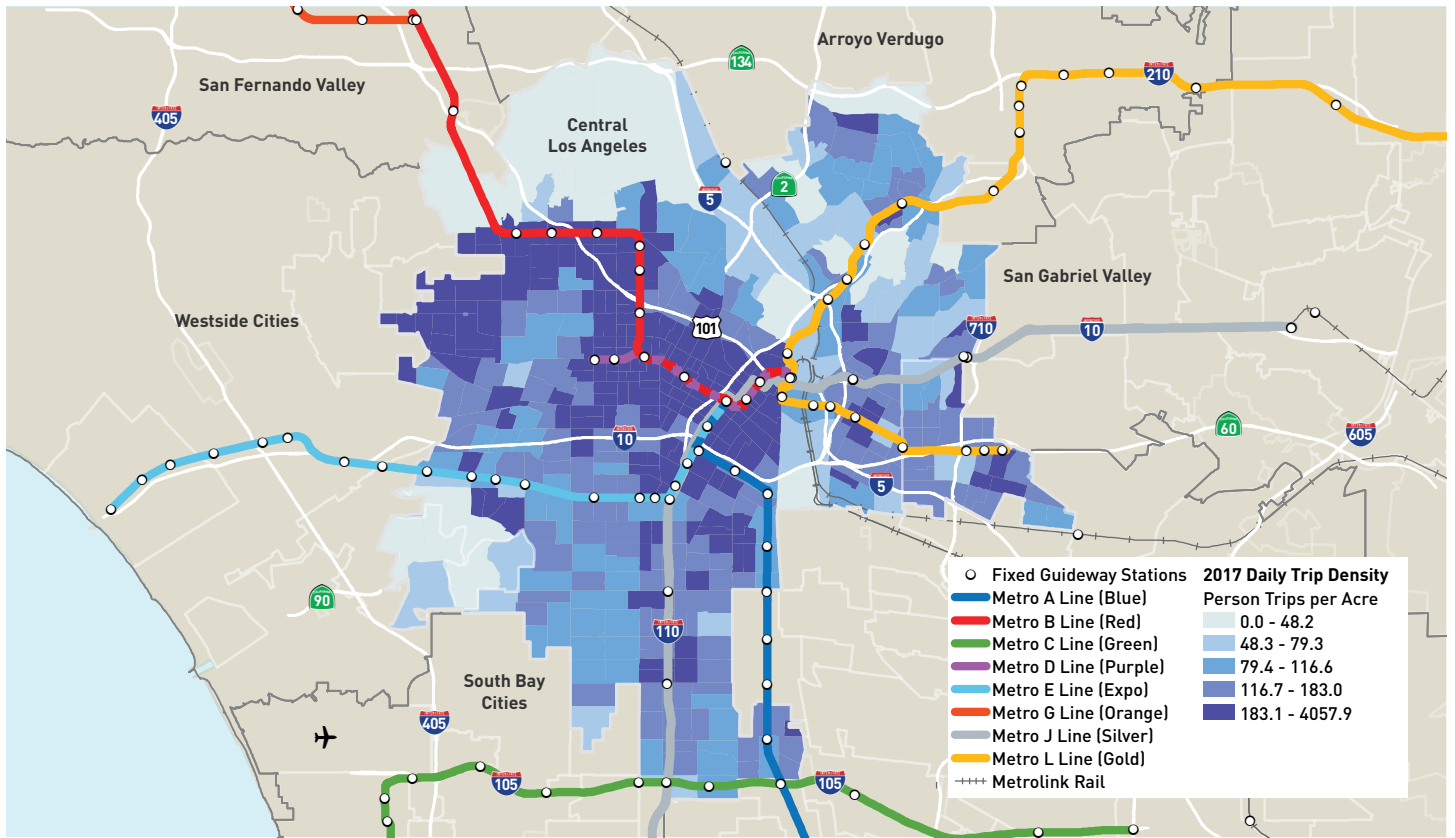 Arroyo Verdugo
134
210
San Fernando Valley
405
Central
Los Angeles
2
5
San Gabriel Valley
Westside Cities
101
710
10
10
60
605
5
90
110
South Bay
Cities
405
105
105
Fixed Guideway Stations
Metro A Line (Blue)
Metro B Line (Red)
Metro C Line (Green)
Metro D Line (Purple)
Metro E Line (Expo)
Metro G Line (Orange)
Metro J Line (Silver)
Metro L Line (Gold)
Metrolink Rail
2017 Daily Trip Density
Person Trips per Acre
0.0 - 48.2
48.3 - 79.3
79.4 - 116.6
116.7 - 183.0
183.1 - 4057.9